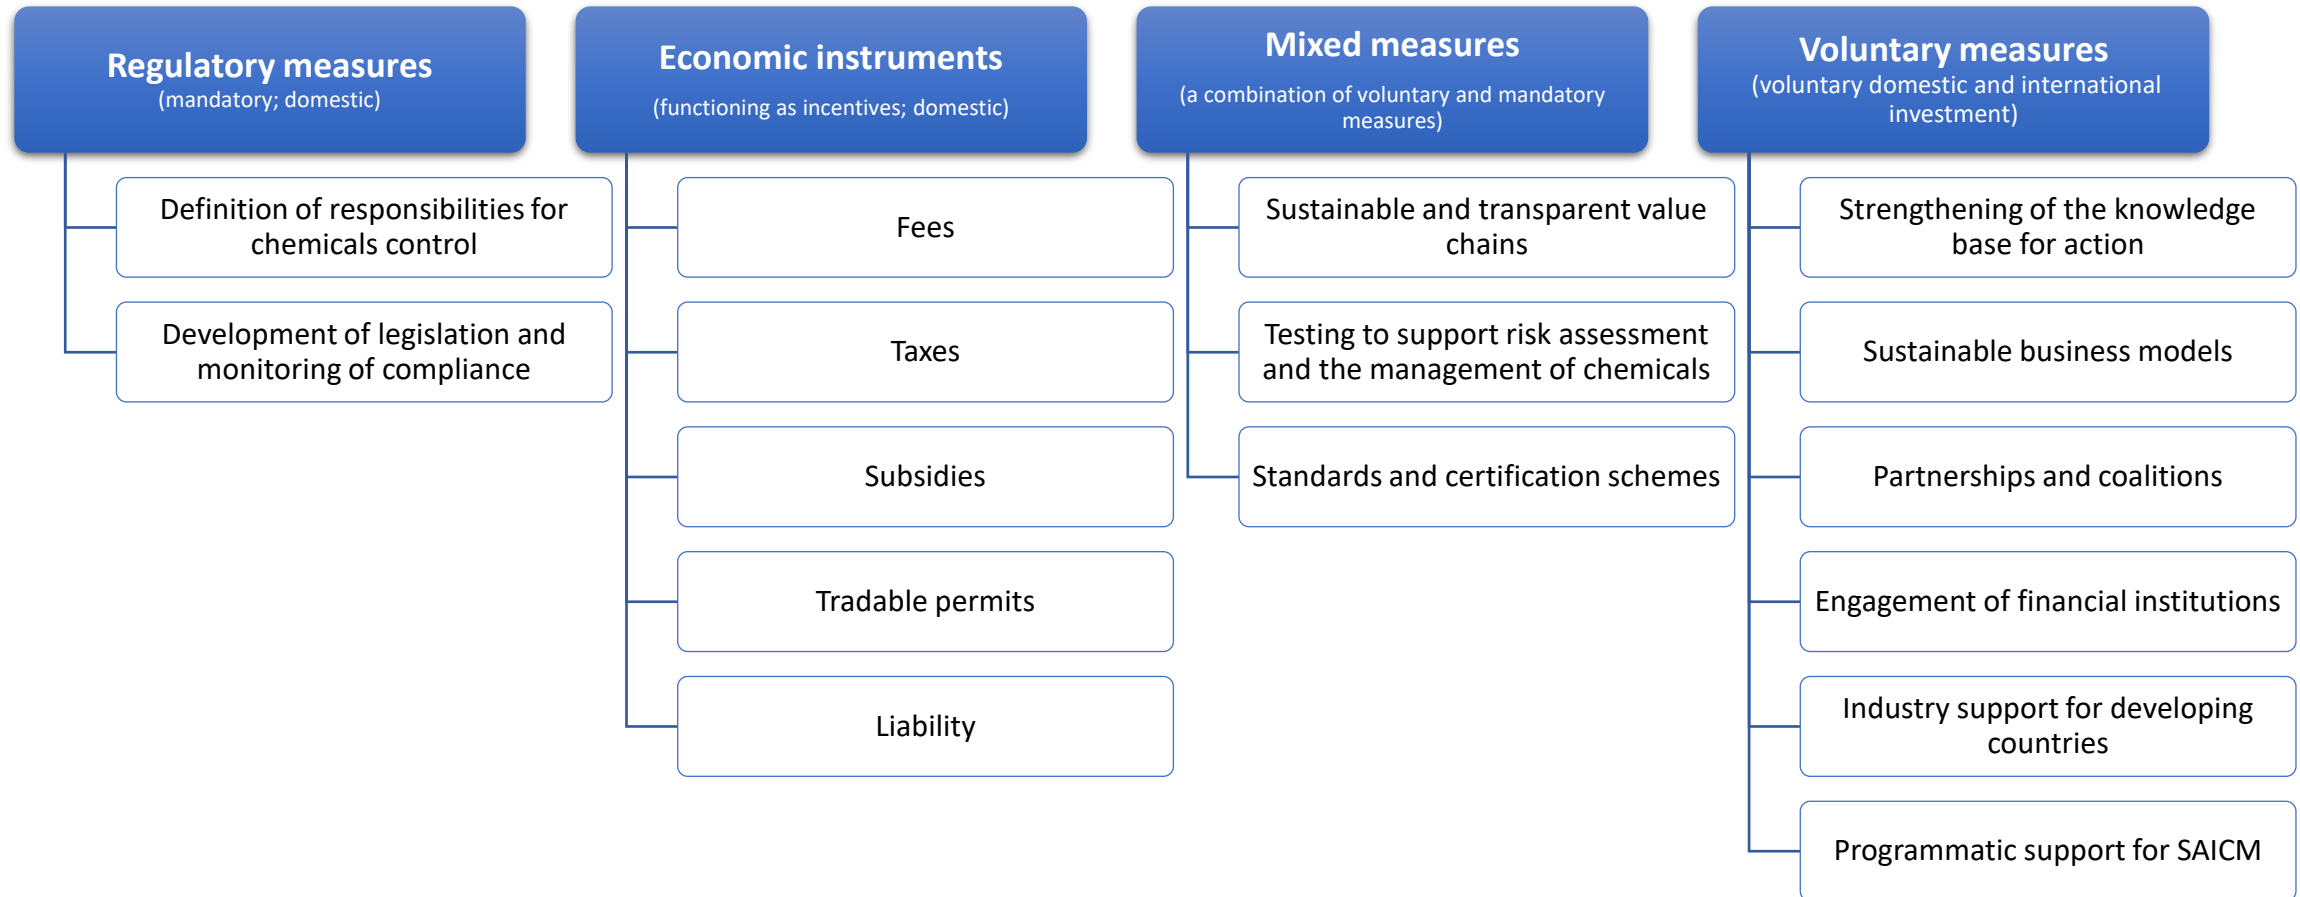 Regulatory measures
(mandatory; domestic)
Definition of responsibilities for
chemicals control
Development of legislation and
monitoring of compliance
Economic instruments
(functioning as incentives; domestic)
Fees
Taxes
Subsidies
Tradable permits
Liability
Mixed measures
(a combination of voluntary and mandatory
measures)
Sustainable and transparent value
chains
Testing to support risk assessment
and the management of chemicals
Standards and certification schemes
Voluntary measures
(voluntary domestic and international
investment)
Strengthening of the knowledge
base for action
Sustainable business models
Partnerships and coalitions
Engagement of financial institutions
Industry support for developing
countries
Programmatic support for SAICM